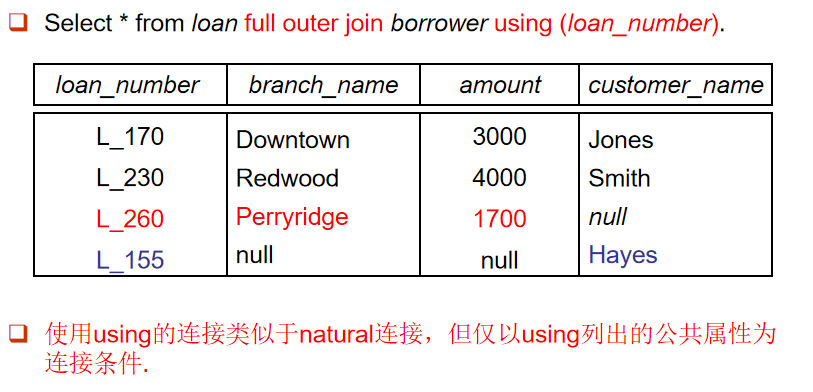 Select * from loan full outer join borrower using (loan_number).
loan_number branch_name amount customer_name
L_170 Downtown 3000 Jones
L_230 Redwood 4000 Smith
L_260 Perryridge 1700 null
L_155 null null Hayes
使用using的连接类似于natural连接，但仅以using列出的公共属性为
连接条件.